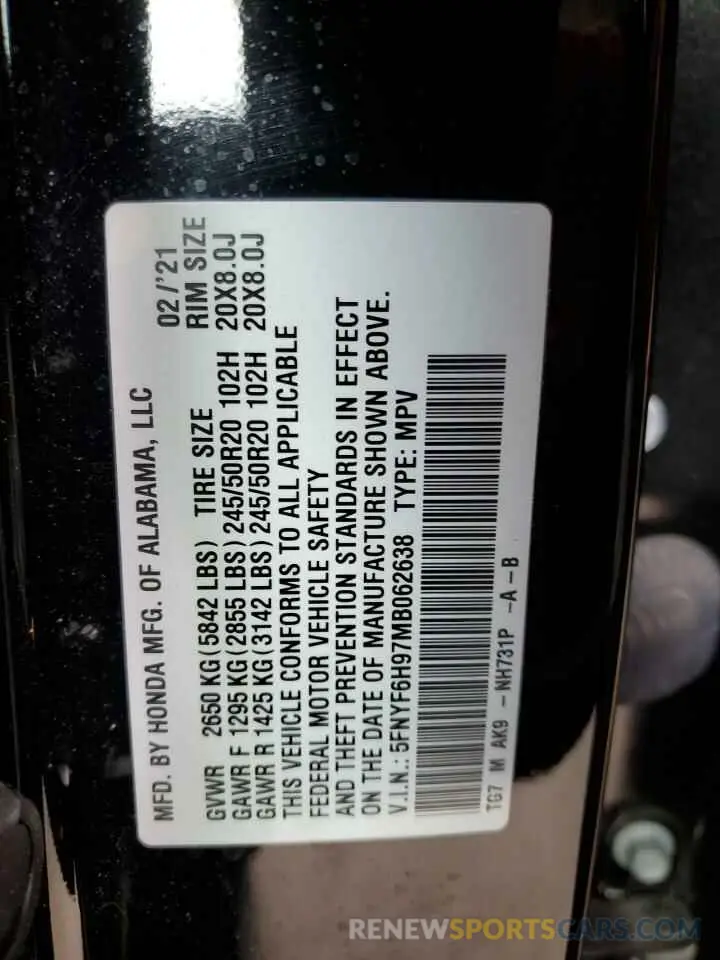 MFD. BY HONDA MFG. OF ALABAMA, LLC 02/'21
GVWR 2650 KG(5842 LBS) TIRE SIZE RIM SIZE
GAWR F 1295 KG(2855 LBS) 245/50R20 102H 20X8.0J
GAWR R 1425 KG(3142 LBS) 245/50R20 102H 20X8.0J
THIS VEHICLE CONFORMS TO ALL APPLICABLE
FEDERAL MOTOR VEHICLE SAFETY
AND THEFT PREVENTION STANDARDS IN EFFECT
ON THE DATE OF MANUFACTURE SHOWN ABOVE.
V.I.N.: 5FNYF6H97MB062638 TYPE: MPV
TG7 M AK9 -NH731P -A-B
RENEWSPORTSCARS.COM